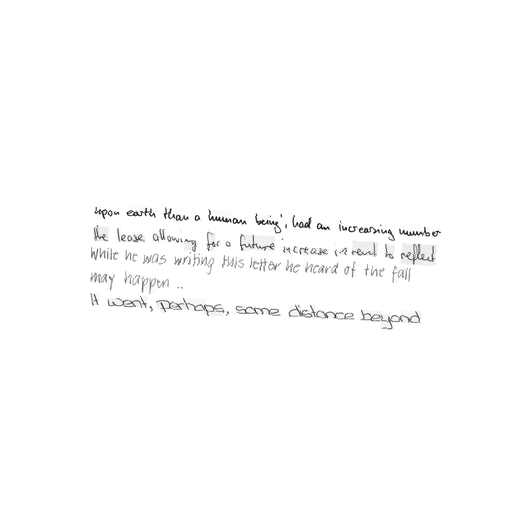 upon earth than a human being', had an increasing number
the lease allowing for a future increase in rent to reflect
While he was writing this letter he heard of the fall
may happen ..
It went, perhaps, some distance beyond